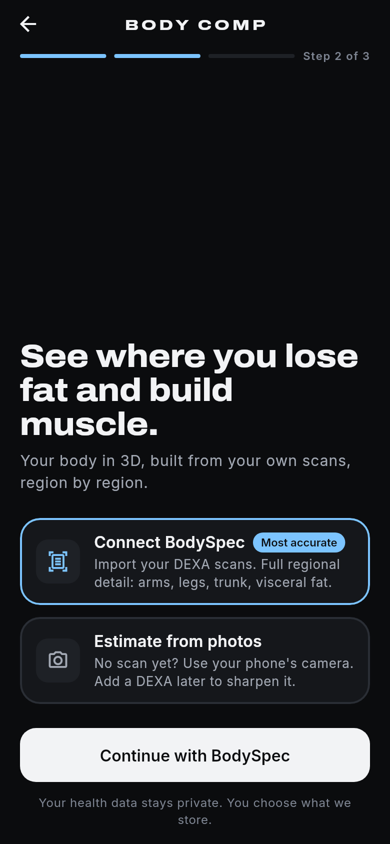 BODY COMP
Step 2 of 3
See where you lose
fat and build
muscle.
Your body in 3D, built from your own scans,
region by region.
Connect BodySpec
Most accurate
Import your DEXA scans. Full regional
detail: arms, legs, trunk, visceral fat.
Estimate from photos
No scan yet? Use your phone's camera.
Add a DEXA later to sharpen it.
Continue with BodySpec
Your health data stays private. You choose what we
store.